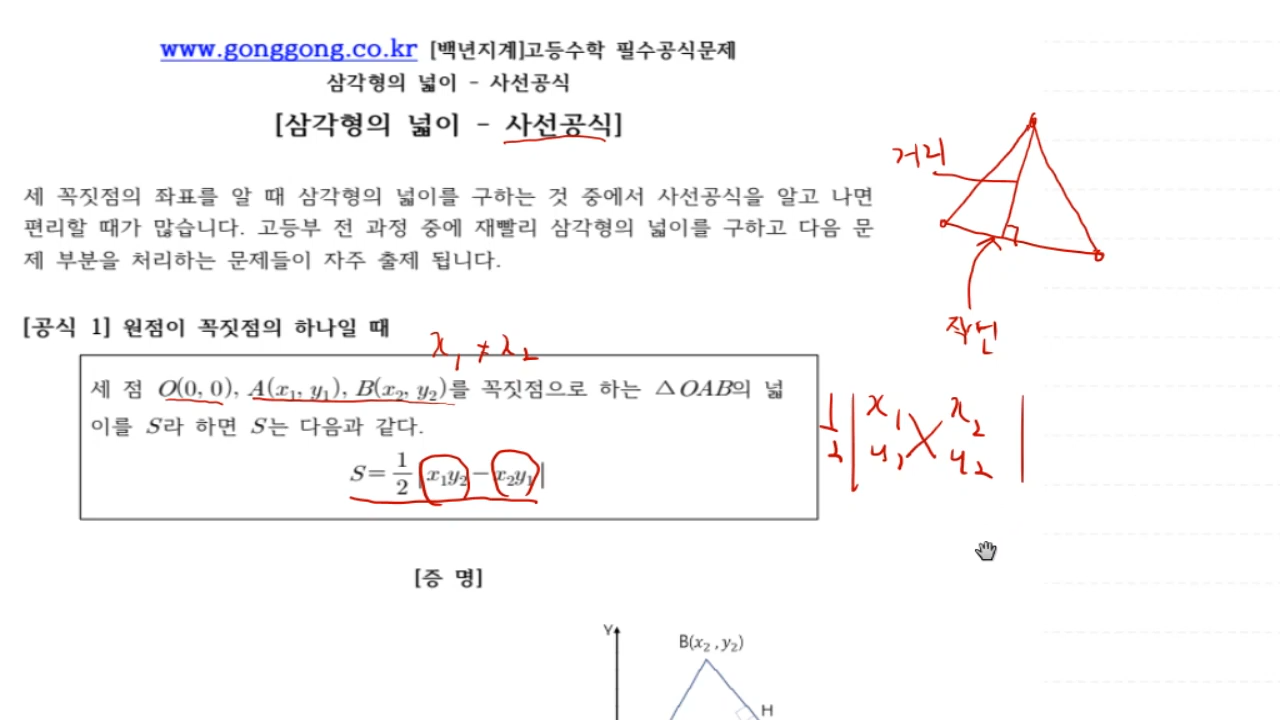 www.gonggong.co.kr [백년지계]고등수학 필수공식문제
삼각형의 넓이 - 사선공식
[삼각형의 넓이 - 사선공식]
거리
세 꼭짓점의 좌표를 알 때 삼각형의 넓이를 구하는 것 중에서 사선공식을 알고 나면
편리할 때가 많습니다. 고등부 전 과정 중에 재빨리 삼각형의 넓이를 구하고 다음 문
제 부분을 처리하는 문제들이 자주 출제 됩니다.
작선
[공식 1] 원점이 꼭짓점의 하나일 때
x₁ ≠ x₂
세 점 O(0, 0), A(x₁, y₁), B(x₂, y₂)를 꼭짓점으로 하는 △OAB의 넓
이를 S라 하면 S는 다음과 같다.
S = 1/2 |x₁y₂ - x₂y₁|
1/2 | x₁ x₂
y₁ y₂ |
[증 명]
Y
B(x₂ , y₂)
H